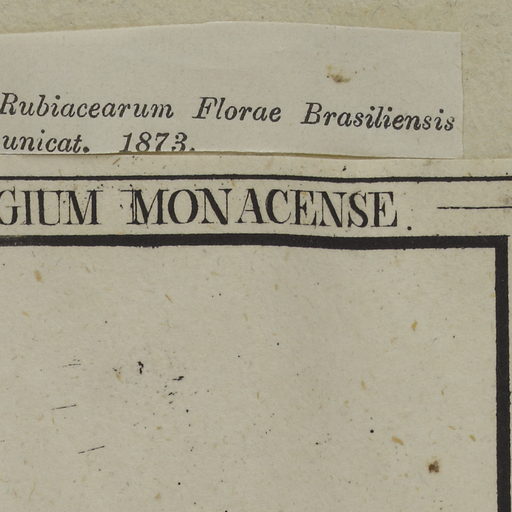 Rubiacearum Florae Brasiliensis
unicat. 1873.
GIUM MONACENSE.